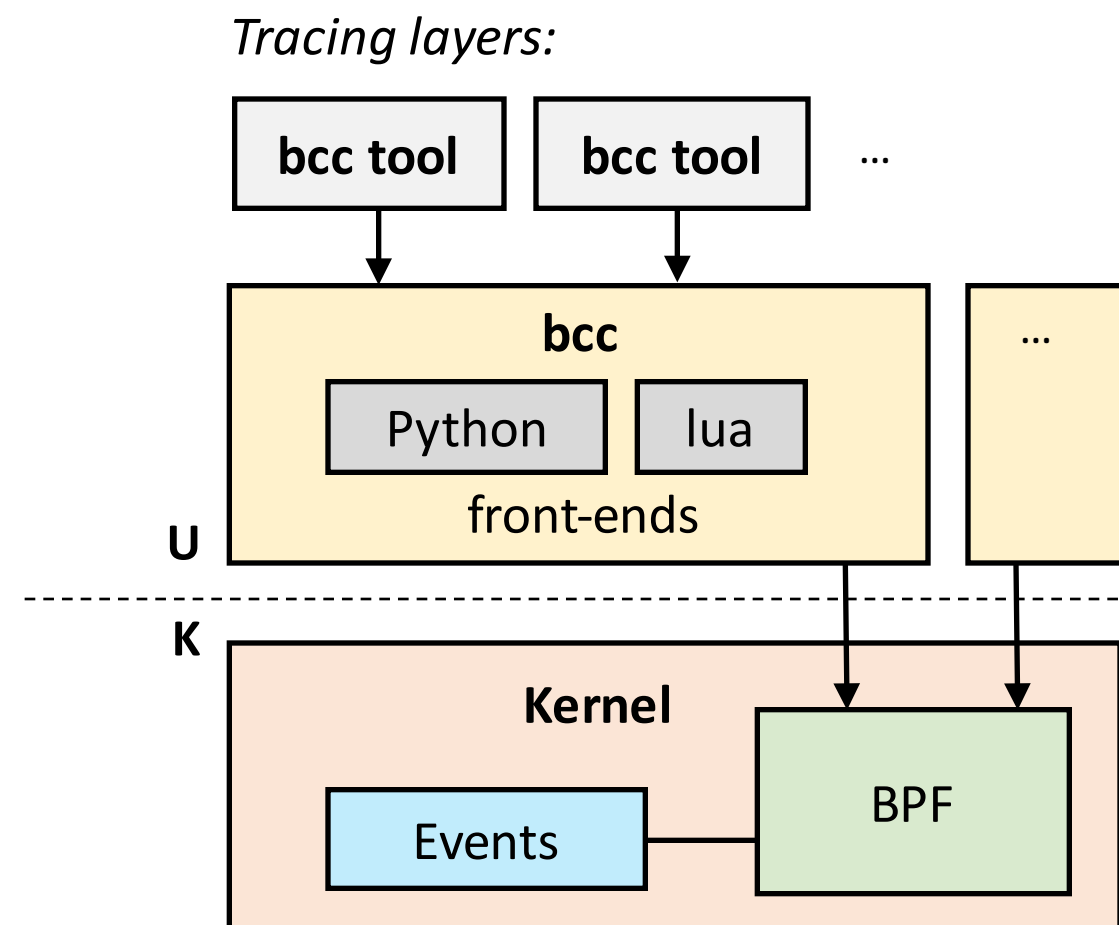 Tracing layers:
bcc tool
bcc tool
...
bcc
...
Python
lua
front-ends
U
K
Kernel
BPF
Events